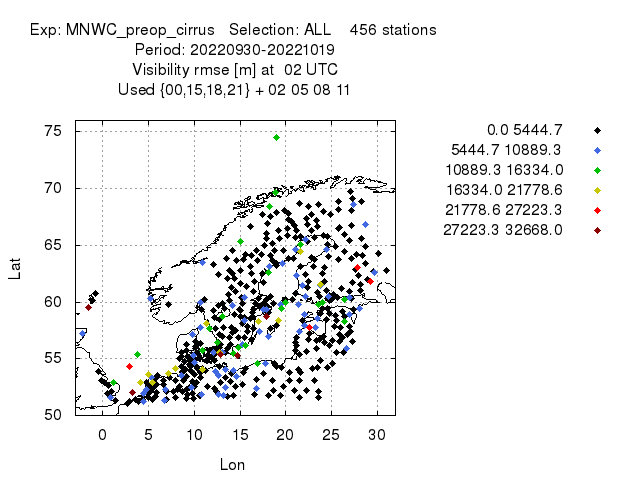 Exp: MNWC_preop_cirrus   Selection: ALL    456 stations
Period: 20220930-20221019
Visibility rmse [m] at  02 UTC
Used {00,15,18,21} + 02 05 08 11
0.0 5444.7
5444.7 10889.3
10889.3 16334.0
16334.0 21778.6
21778.6 27223.3
27223.3 32668.0
75
70
65
60
55
50
Lat
0 5 10 15 20 25 30
Lon